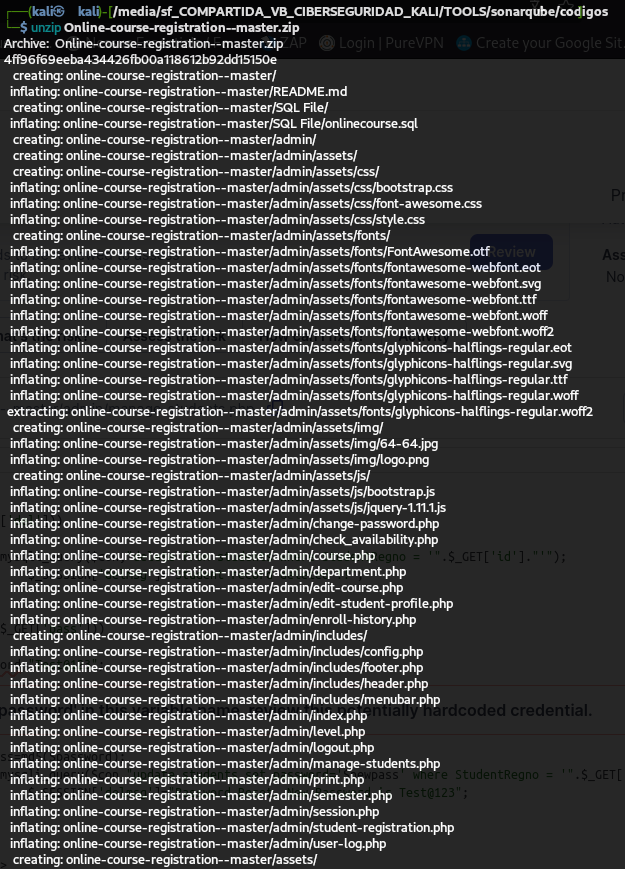 ┌──(kali㉿ kali)-[/media/sf_COMPARTIDA_VB_CIBERSEGURIDAD_KALI/TOOLS/sonarqube/codigos]
└─$ unzip Online-course-registration--master.zip
Archive: Online-course-registration--master.zip ZAP Login | PureVPN Create your Google Sit
4ff96f69eeba434426fb00a118612b92dd15150e
creating: online-course-registration--master/
inflating: online-course-registration--master/README.md
creating: online-course-registration--master/SQL File/
inflating: online-course-registration--master/SQL File/onlinecourse.sql
creating: online-course-registration--master/admin/
creating: online-course-registration--master/admin/assets/
creating: online-course-registration--master/admin/assets/css/
inflating: online-course-registration--master/admin/assets/css/bootstrap.css
inflating: online-course-registration--master/admin/assets/css/font-awesome.css
inflating: online-course-registration--master/admin/assets/css/style.css
creating: online-course-registration--master/admin/assets/fonts/
inflating: online-course-registration--master/admin/assets/fonts/FontAwesome.otf Review
inflating: online-course-registration--master/admin/assets/fonts/fontawesome-webfont.eot
inflating: online-course-registration--master/admin/assets/fonts/fontawesome-webfont.svg
inflating: online-course-registration--master/admin/assets/fonts/fontawesome-webfont.ttf
inflating: online-course-registration--master/admin/assets/fonts/fontawesome-webfont.woff
inflating: online-course-registration--master/admin/assets/fonts/fontawesome-webfont.woff2
inflating: online-course-registration--master/admin/assets/fonts/glyphicons-halflings-regular.eot
inflating: online-course-registration--master/admin/assets/fonts/glyphicons-halflings-regular.svg
inflating: online-course-registration--master/admin/assets/fonts/glyphicons-halflings-regular.ttf
inflating: online-course-registration--master/admin/assets/fonts/glyphicons-halflings-regular.woff
extracting: online-course-registration--master/admin/assets/fonts/glyphicons-halflings-regular.woff2
creating: online-course-registration--master/admin/assets/img/
inflating: online-course-registration--master/admin/assets/img/64-64.jpg
inflating: online-course-registration--master/admin/assets/img/logo.png
creating: online-course-registration--master/admin/assets/js/
inflating: online-course-registration--master/admin/assets/js/bootstrap.js
inflating: online-course-registration--master/admin/assets/js/jquery-1.11.1.js
inflating: online-course-registration--master/admin/change-password.php
inflating: online-course-registration--master/admin/check_availability.php
inflating: online-course-registration--master/admin/course.php = '".$_GET['id']."'");
inflating: online-course-registration--master/admin/department.php
inflating: online-course-registration--master/admin/edit-course.php
inflating: online-course-registration--master/admin/edit-student-profile.php
inflating: online-course-registration--master/admin/enroll-history.php
creating: online-course-registration--master/admin/includes/
inflating: online-course-registration--master/admin/includes/config.php
inflating: online-course-registration--master/admin/includes/footer.php
inflating: online-course-registration--master/admin/includes/header.php
inflating: online-course-registration--master/admin/includes/menubar.php
inflating: online-course-registration--master/admin/index.php potentially hardcoded credential.
inflating: online-course-registration--master/admin/level.php
inflating: online-course-registration--master/admin/logout.php
inflating: online-course-registration--master/admin/manage-students.php
inflating: online-course-registration--master/admin/print.php where StudentRegno = '".$_GET[
inflating: online-course-registration--master/admin/semester.php Test@123";
inflating: online-course-registration--master/admin/session.php
inflating: online-course-registration--master/admin/student-registration.php
inflating: online-course-registration--master/admin/user-log.php
creating: online-course-registration--master/assets/